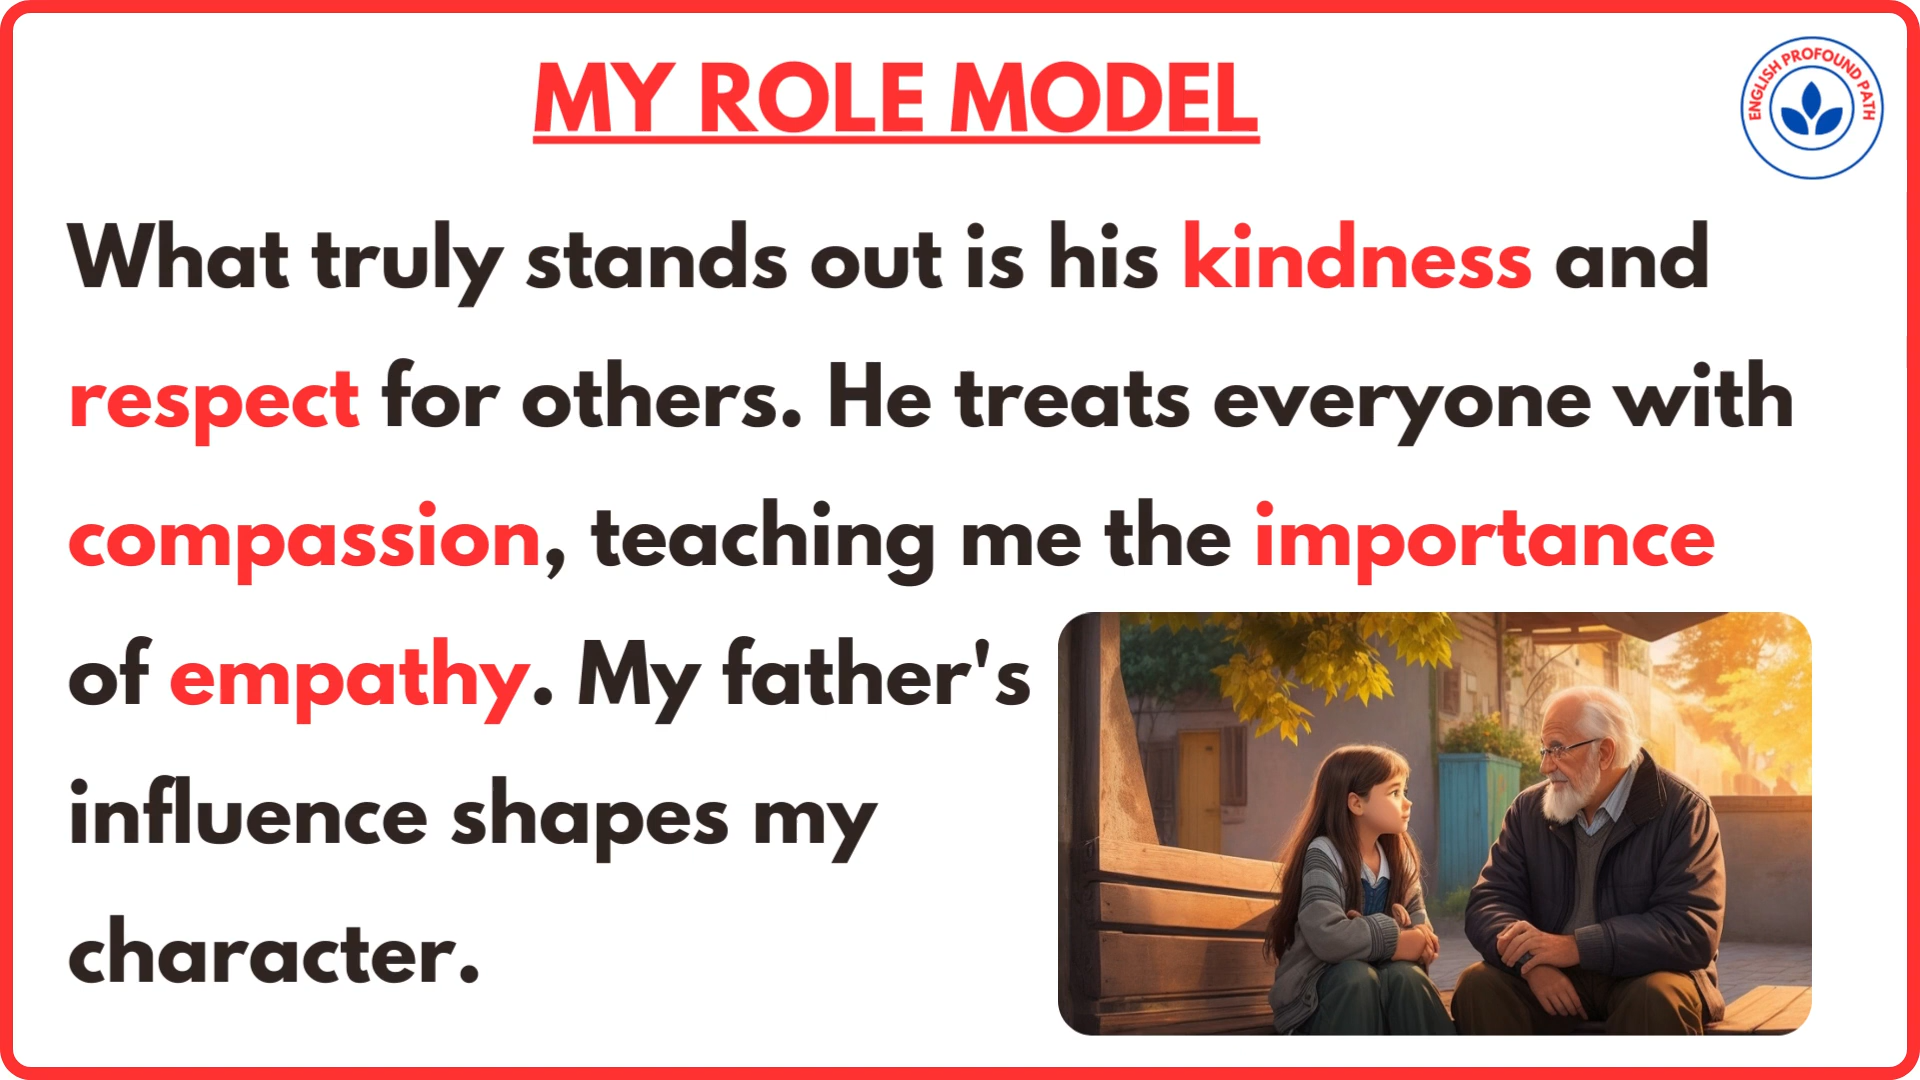 MY ROLE MODEL
ENGLISH PROFOUND PATH
What truly stands out is his kindness and
respect for others. He treats everyone with
compassion, teaching me the importance
of empathy. My father's
influence shapes my
character.